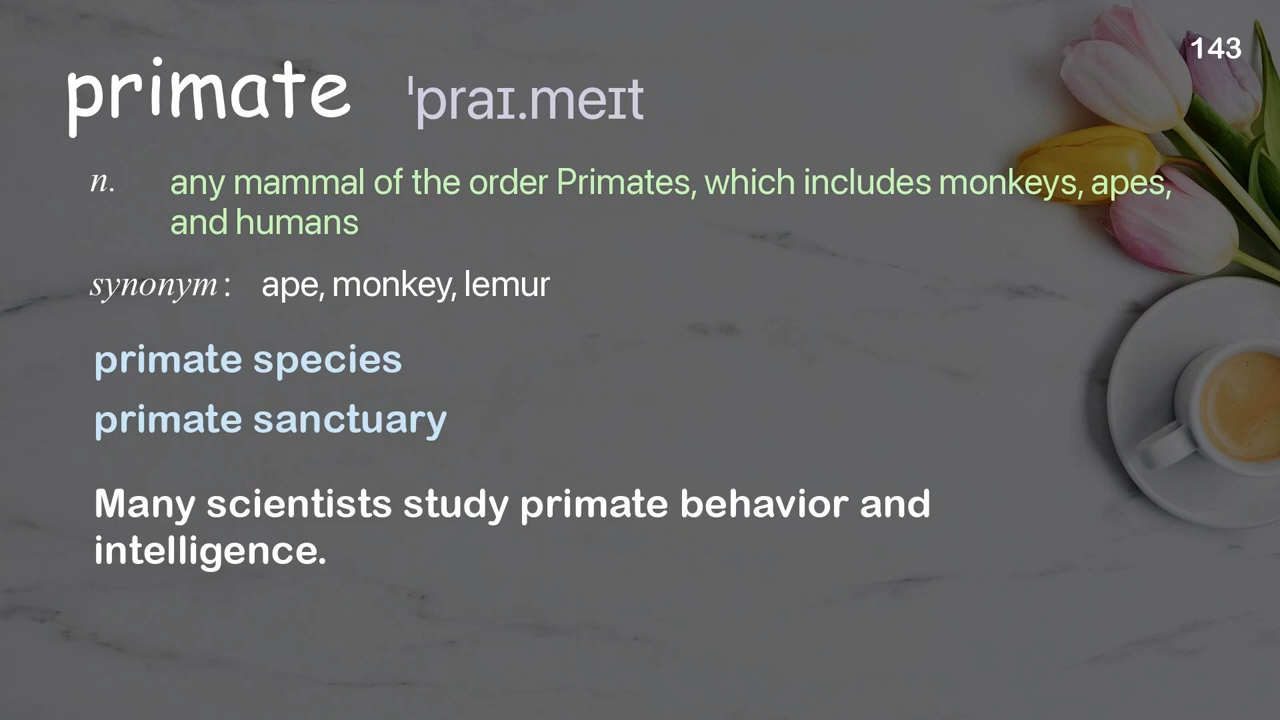 143
primate ˈpraɪ.meɪt
n. any mammal of the order Primates, which includes monkeys, apes,
and humans
synonym: ape, monkey, lemur
primate species
primate sanctuary
Many scientists study primate behavior and
intelligence.